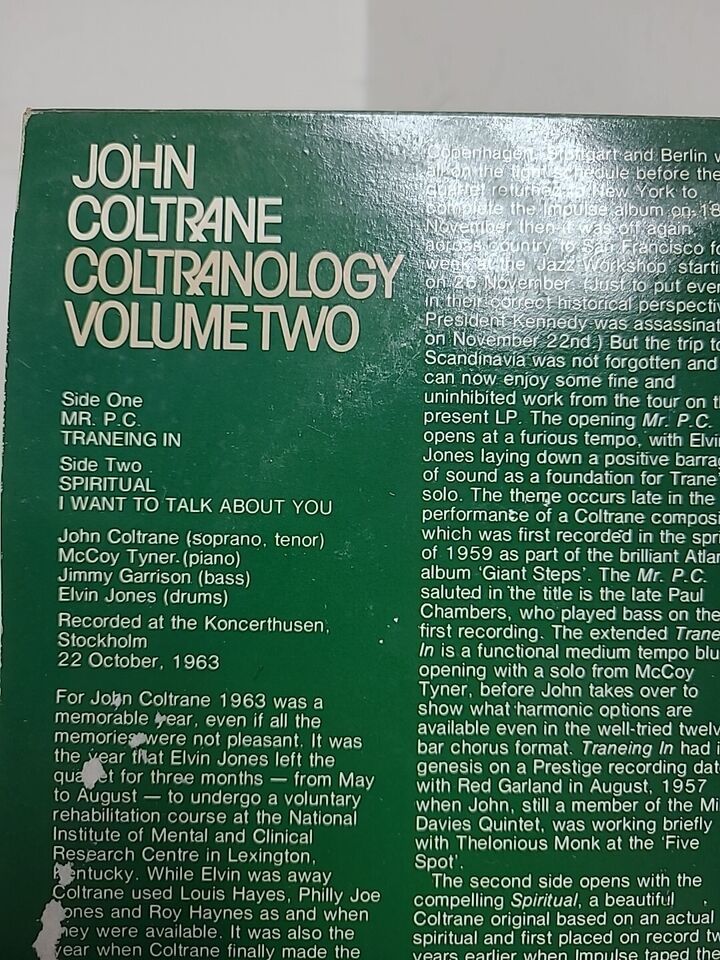 JOHN
COLTRANE
COLTRANOLOGY
VOLUME TWO
Side One
MR. P.C.
TRANEING IN
Side Two
SPIRITUAL
I WANT TO TALK ABOUT YOU
John Coltrane (soprano, tenor)
McCoy Tyner (piano)
Jimmy Garrison (bass)
Elvin Jones (drums)
Recorded at the Koncerthusen,
Stockholm
22 October, 1963
For John Coltrane 1963 was a
memorable year, even if all the
memories were not pleasant. It was
the year that Elvin Jones left the
quartet for three months — from May
to August — to undergo a voluntary
rehabilitation course at the National
Institute of Mental and Clinical
Research Centre in Lexington,
Kentucky. While Elvin was away
Coltrane used Louis Hayes, Philly Joe
Jones and Roy Haynes as and when
they were available. It was also the
year when Coltrane finally made the
Copenhagen, Stuttgart and Berlin
all on the tight schedule before the
quartet returned to New York to
complete the Impulse album on 18
November then it was off again
across country to San Francisco
week at the Jazz Workshop
on 26 November. (Just to put
in their correct historical
President Kennedy was
on November 22nd.) But the trip to
Scandinavia was not forgotten and
can now enjoy some fine and
uninhibited work from the tour on
present LP. The opening Mr. P.C.
opens at a furious tempo, with
Jones laying down a positive
of sound as a foundation for
solo. The theme occurs late in the
performance of a Coltrane
which was first recorded in the
of 1959 as part of the brilliant
album ‘Giant Steps’. The Mr. P.C.
saluted in the title is the late Paul
Chambers, who played bass on the
first recording. The extended
In is a functional medium tempo
opening with a solo from McCoy
Tyner, before John takes over to
show what harmonic options are
available even in the well-tried
bar chorus format. Traneing In had
genesis on a Prestige recording
with Red Garland in August, 1957
when John, still a member of the
Davies Quintet, was working briefly
with Thelonious Monk at the ‘Five
Spot’.
The second side opens with the
compelling Spiritual, a beautiful
Coltrane original based on an actual
spiritual and first placed on record
years earlier when Impulse taped the